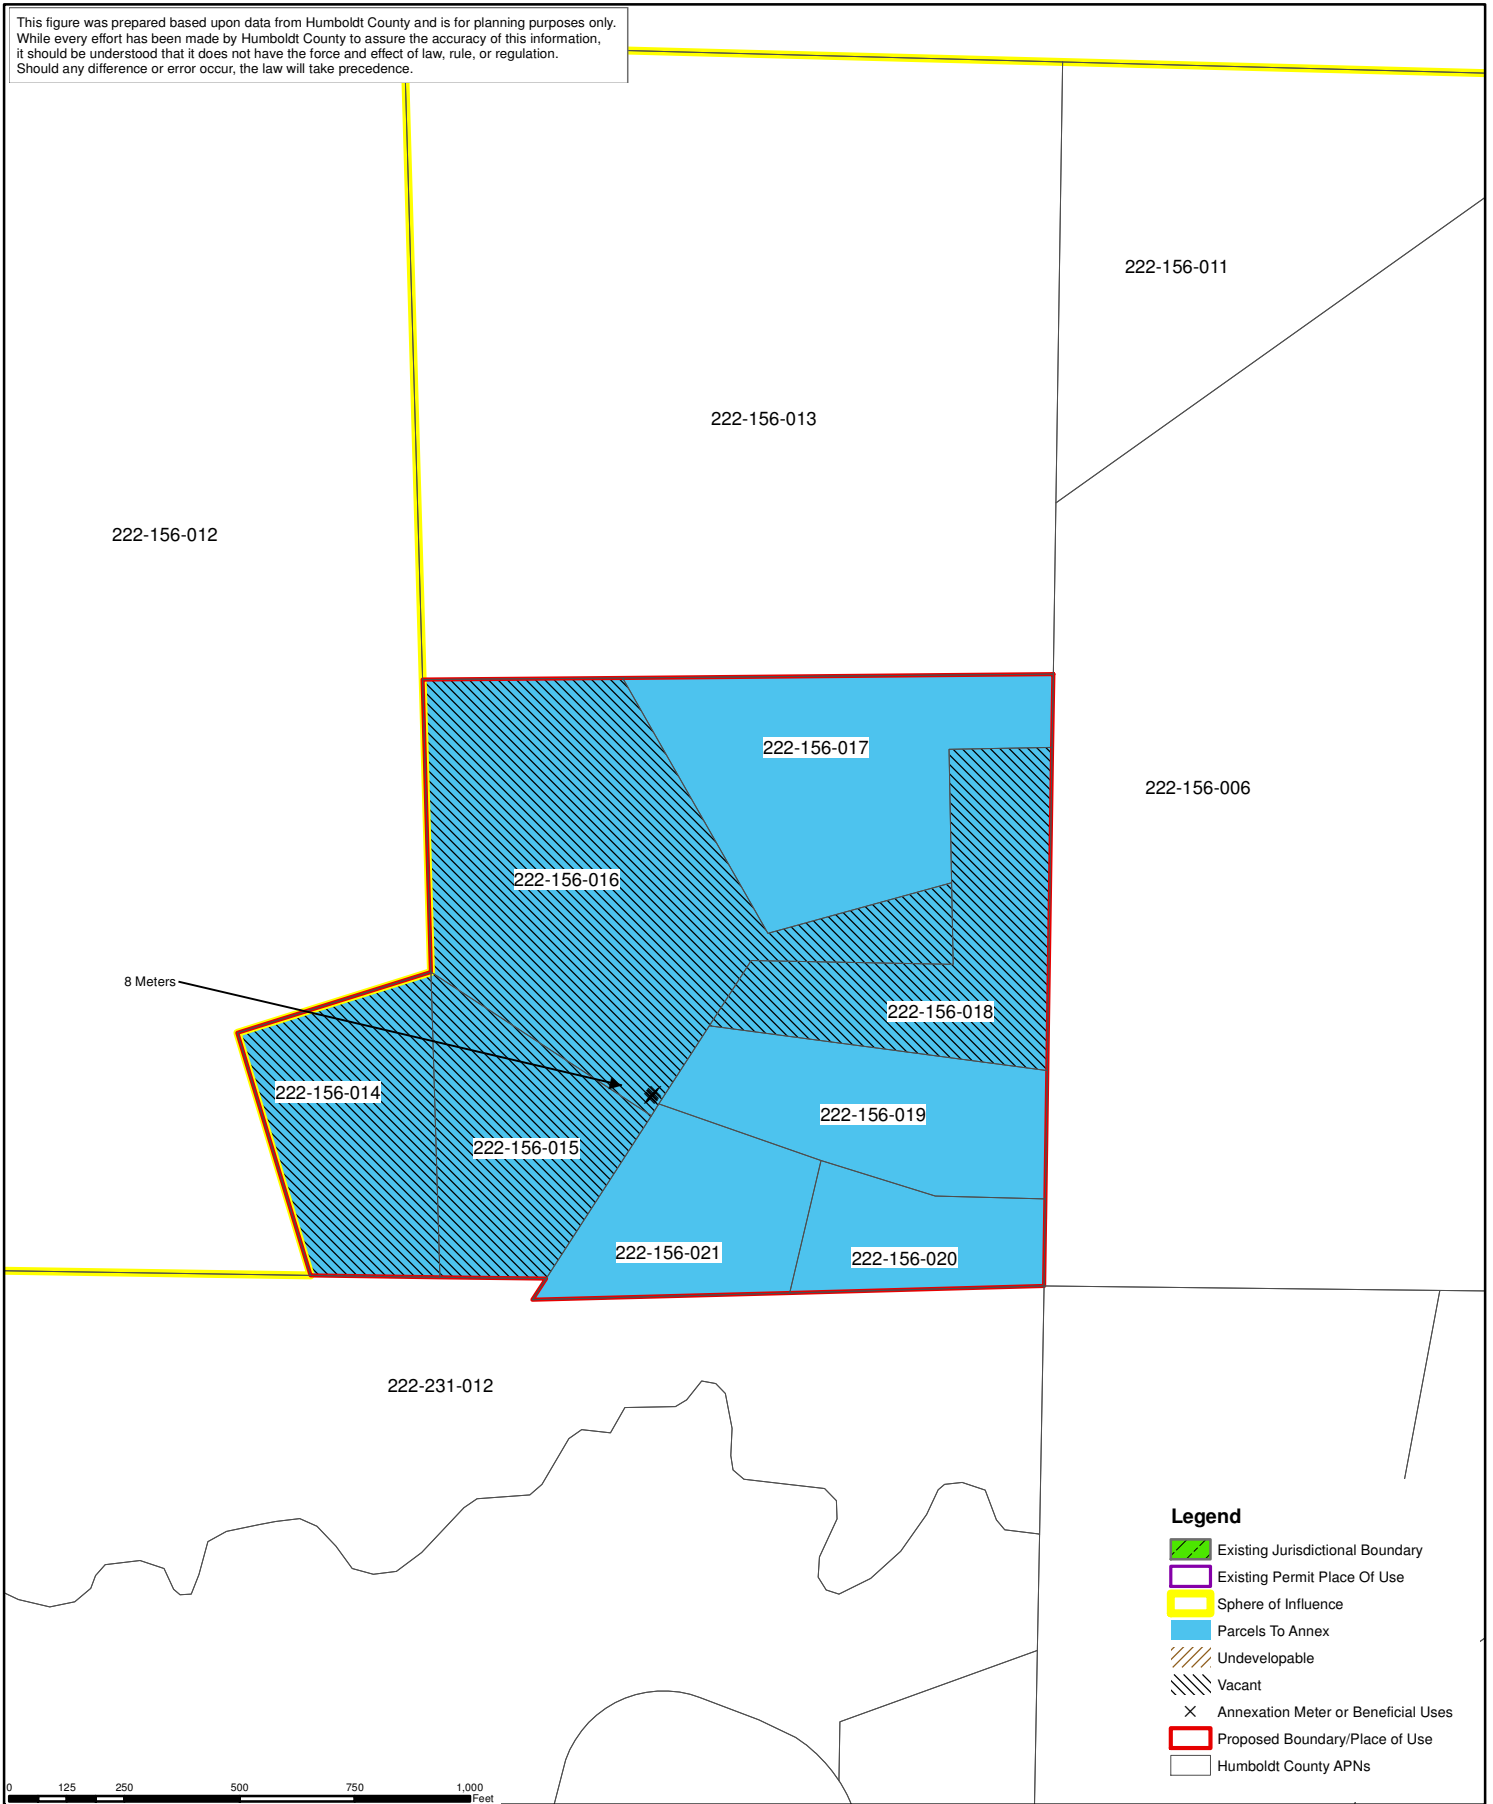 This figure was prepared based upon data from Humboldt County and is for planning purposes only.
While every effort has been made by Humboldt County to assure the accuracy of this information,
it should be understood that it does not have the force and effect of law, rule, or regulation.
Should any difference or error occur, the law will take precedence.
222-156-011
222-156-013
222-156-012
222-156-017
222-156-006
222-156-016
8 Meters
222-156-018
222-156-014
222-156-019
222-156-015
222-156-021
222-156-020
222-231-012
Legend
Existing Jurisdictional Boundary
Existing Permit Place Of Use
Sphere of Influence
Parcels To Annex
Undevelopable
Vacant
Annexation Meter or Beneficial Uses
Proposed Boundary/Place of Use
Humboldt County APNs
0 125 250 500 750 1,000
Feet